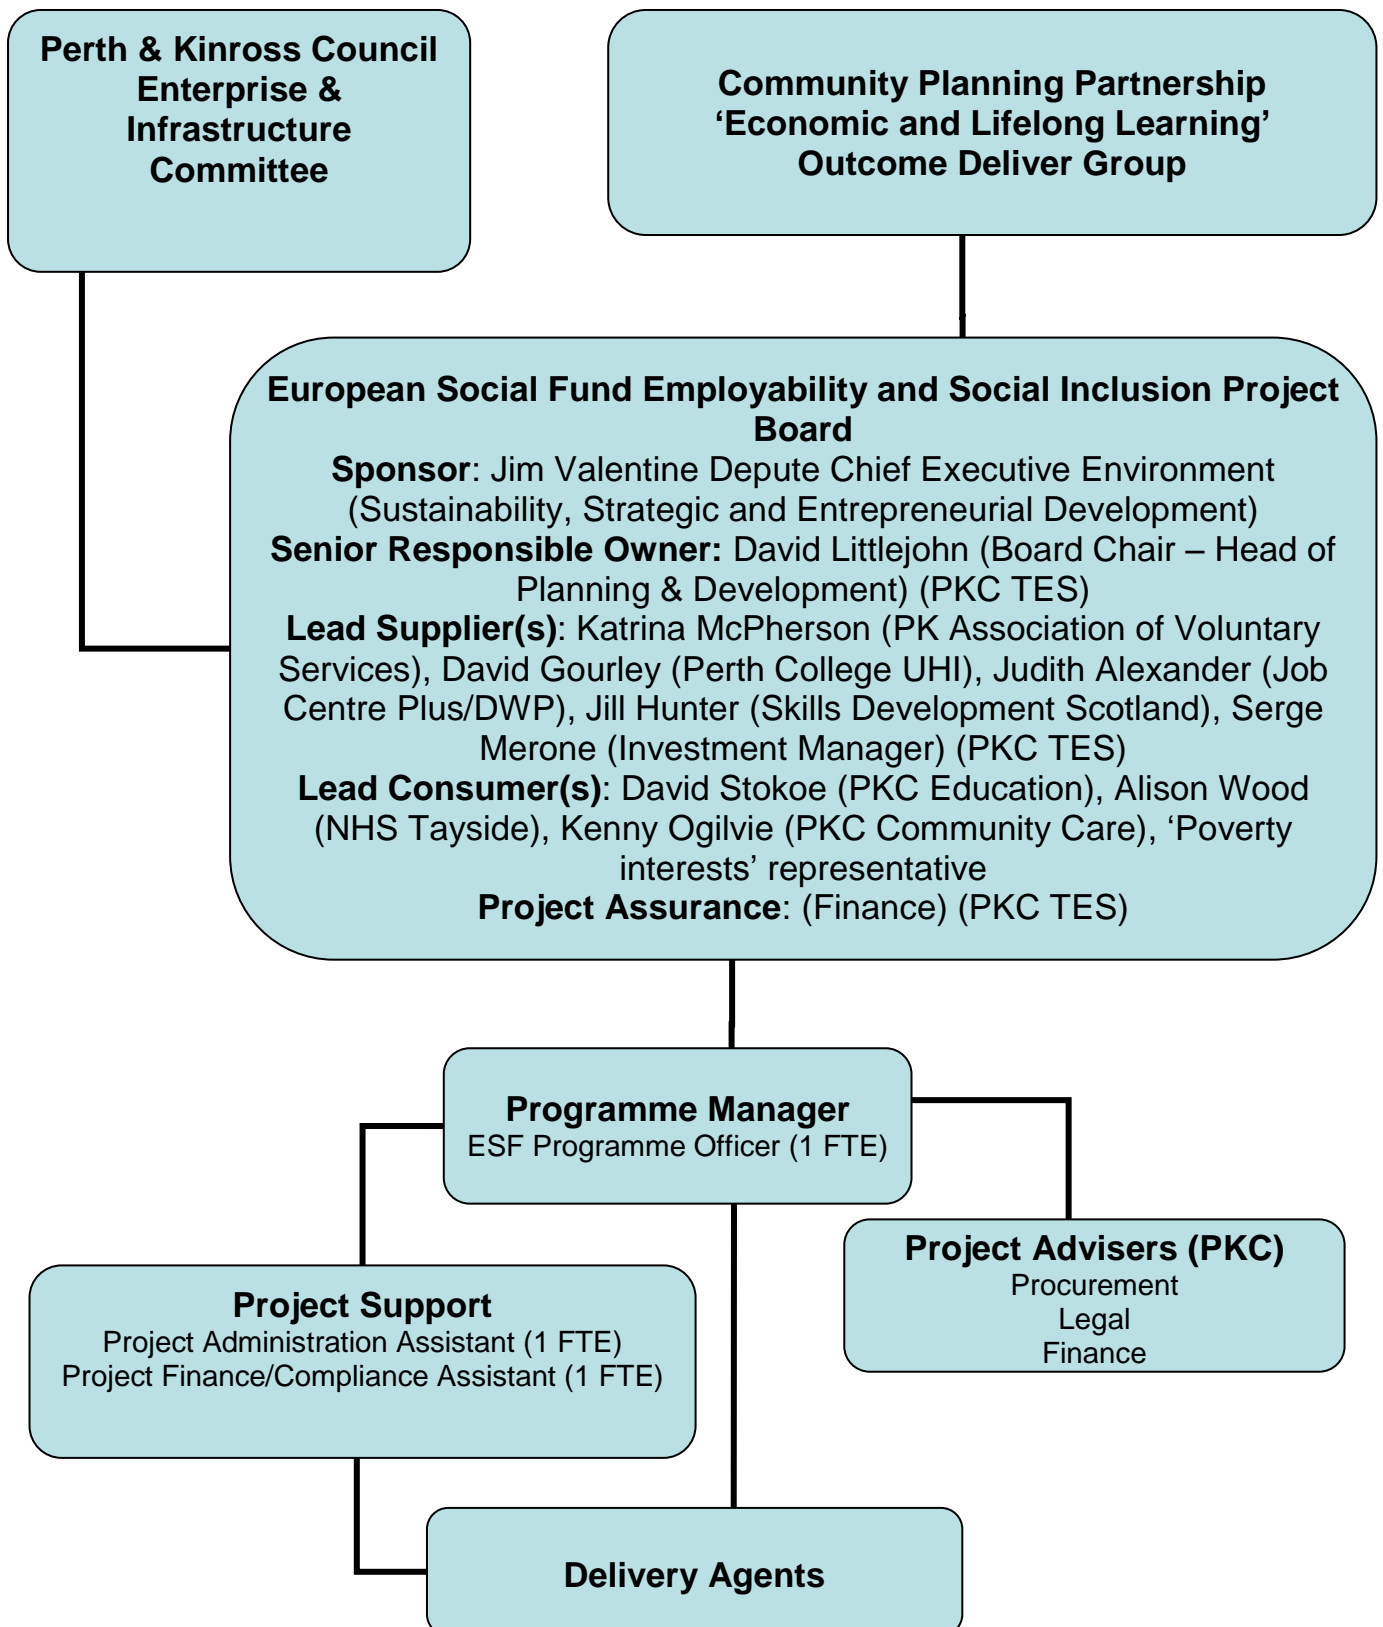 Perth & Kinross Council
Enterprise &
Infrastructure
Committee
Community Planning Partnership
‘Economic and Lifelong Learning’
Outcome Deliver Group
European Social Fund Employability and Social Inclusion Project
Board
Sponsor: Jim Valentine Depute Chief Executive Environment
(Sustainability, Strategic and Entrepreneurial Development)
Senior Responsible Owner: David Littlejohn (Board Chair – Head of
Planning & Development) (PKC TES)
Lead Supplier(s): Katrina McPherson (PK Association of Voluntary
Services), David Gourley (Perth College UHI), Judith Alexander (Job
Centre Plus/DWP), Jill Hunter (Skills Development Scotland), Serge
Merone (Investment Manager) (PKC TES)
Lead Consumer(s): David Stokoe (PKC Education), Alison Wood
(NHS Tayside), Kenny Ogilvie (PKC Community Care), ‘Poverty
interests’ representative
Project Assurance: (Finance) (PKC TES)
Programme Manager
ESF Programme Officer (1 FTE)
Project Advisers (PKC)
Procurement
Legal
Finance
Project Support
Project Administration Assistant (1 FTE)
Project Finance/Compliance Assistant (1 FTE)
Delivery Agents